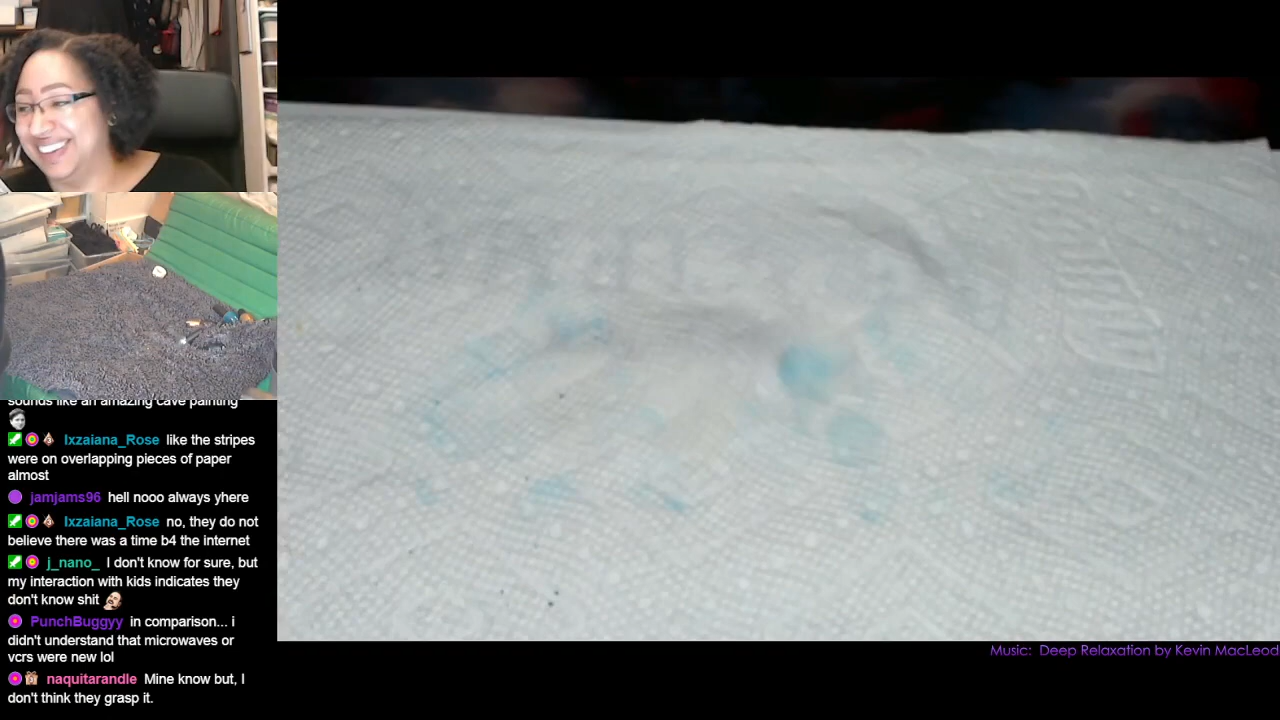 sounds like an amazing cave painting
Ixzaiana_Rose like the stripes
were on overlapping pieces of paper
almost
jamjams96 hell nooo always yhere
Ixzaiana_Rose no, they do not
believe there was a time b4 the internet
j_nano_ I don't know for sure, but
my interaction with kids indicates they
don't know shit
PunchBuggyy in comparison... i
didn't understand that microwaves or
vcrs were new lol
naquitarandle Mine know but, I
don't think they grasp it.
Music: Deep Relaxation by Kevin MacLeod